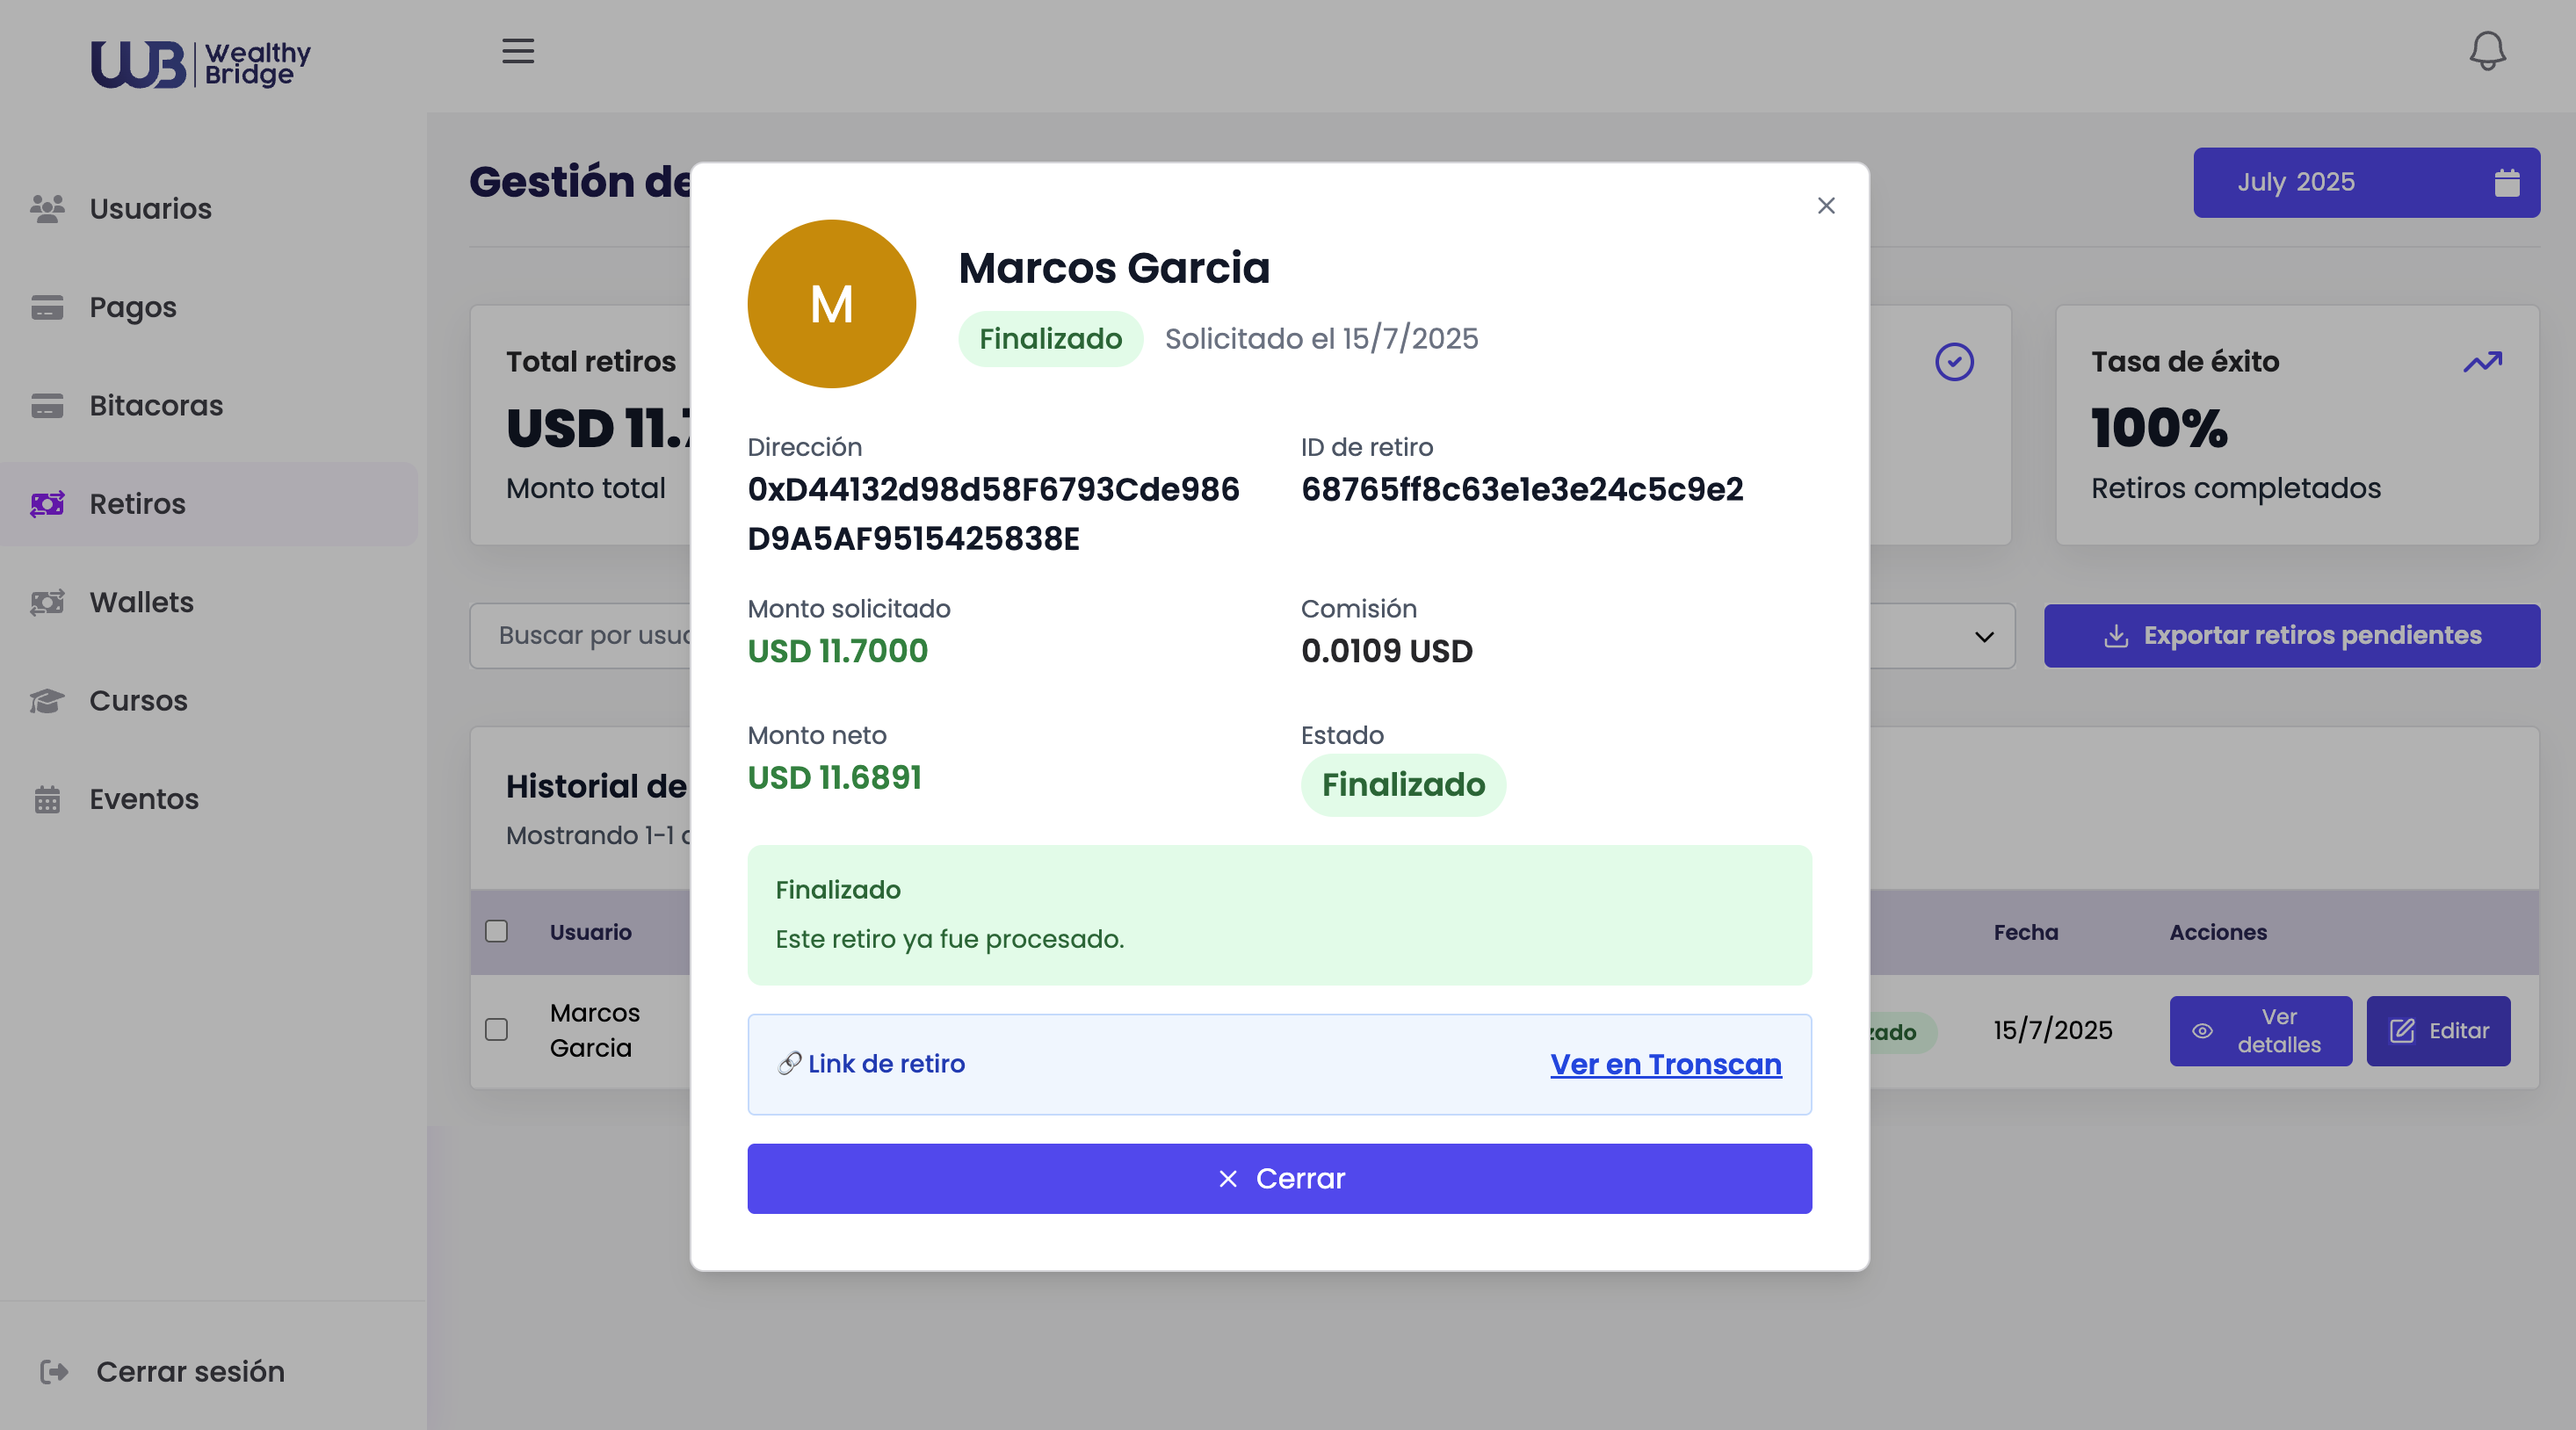 WB Wealthy
Bridge
Usuarios
Pagos
Bitacoras
Retiros
Wallets
Cursos
Eventos
Cerrar sesión
Gestión de
July 2025
Total retiros
USD 11.
Monto total
Tasa de éxito
100%
Retiros completados
Buscar por usu
Exportar retiros pendientes
Historial de
Mostrando 1-1
Usuario
Fecha
Acciones
Marcos
Garcia
zado
15/7/2025
Ver
detalles
Editar
M
Marcos Garcia
Finalizado
Solicitado el 15/7/2025
Dirección
0xD44132d98d58F6793Cde986
D9A5AF9515425838E
ID de retiro
68765ff8c63e1e3e24c5c9e2
Monto solicitado
USD 11.7000
Comisión
0.0109 USD
Monto neto
USD 11.6891
Estado
Finalizado
Finalizado
Este retiro ya fue procesado.
Link de retiro
Ver en Tronscan
Cerrar